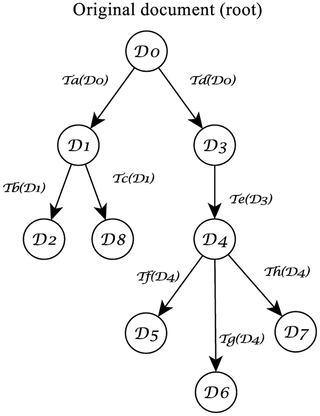 Original document (root)
D0
Ta(D0)
Td(D0)
D1
D3
Tb(D1)
Tc(D1)
Te(D3)
D2
D8
D4
Tf(D4)
Th(D4)
Tg(D4)
D5
D7
D6